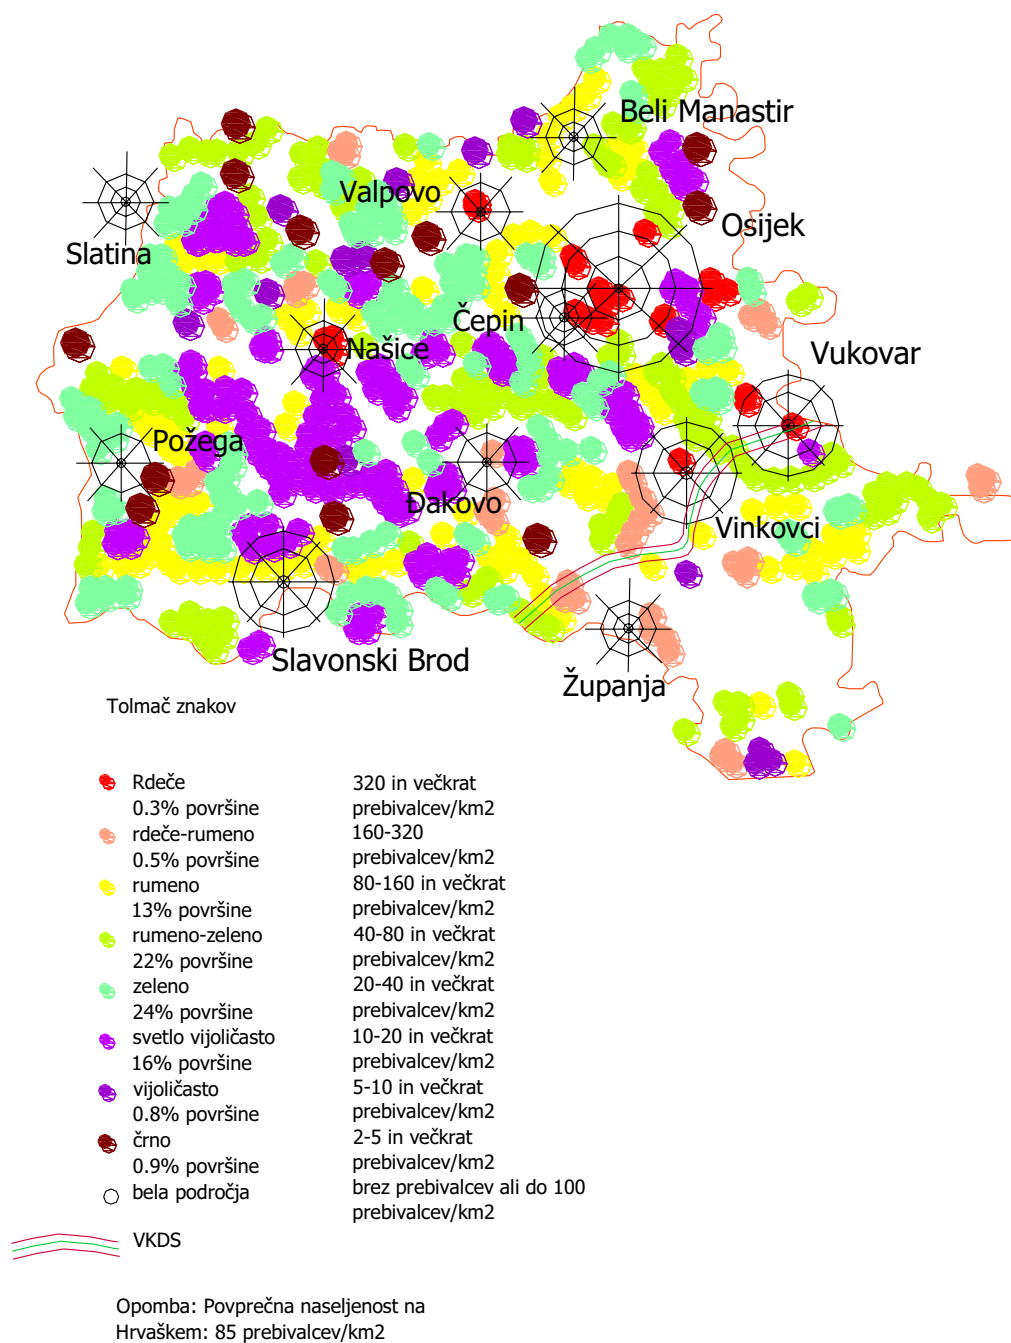 Beli Manastir
Valpovo
Osijek
Slatina
Čepin
Našice
Vukovar
Požega
Đakovo
Vinkovci
Slavonski Brod
Županja
Tolmač znakov
Rdeče 320 in večkrat
0.3% površine prebivalcev/km2
rdeče-rumeno 160-320
0.5% površine prebivalcev/km2
rumeno 80-160 in večkrat
13% površine prebivalcev/km2
rumeno-zeleno 40-80 in večkrat
22% površine prebivalcev/km2
zeleno 20-40 in večkrat
24% površine prebivalcev/km2
svetlo vijoličasto 10-20 in večkrat
16% površine prebivalcev/km2
vijoličasto 5-10 in večkrat
0.8% površine prebivalcev/km2
črno 2-5 in večkrat
0.9% površine prebivalcev/km2
bela področja brez prebivalcev ali do 100
prebivalcev/km2
VKDS
Opomba: Povprečna naseljenost na
Hrvaškem: 85 prebivalcev/km2